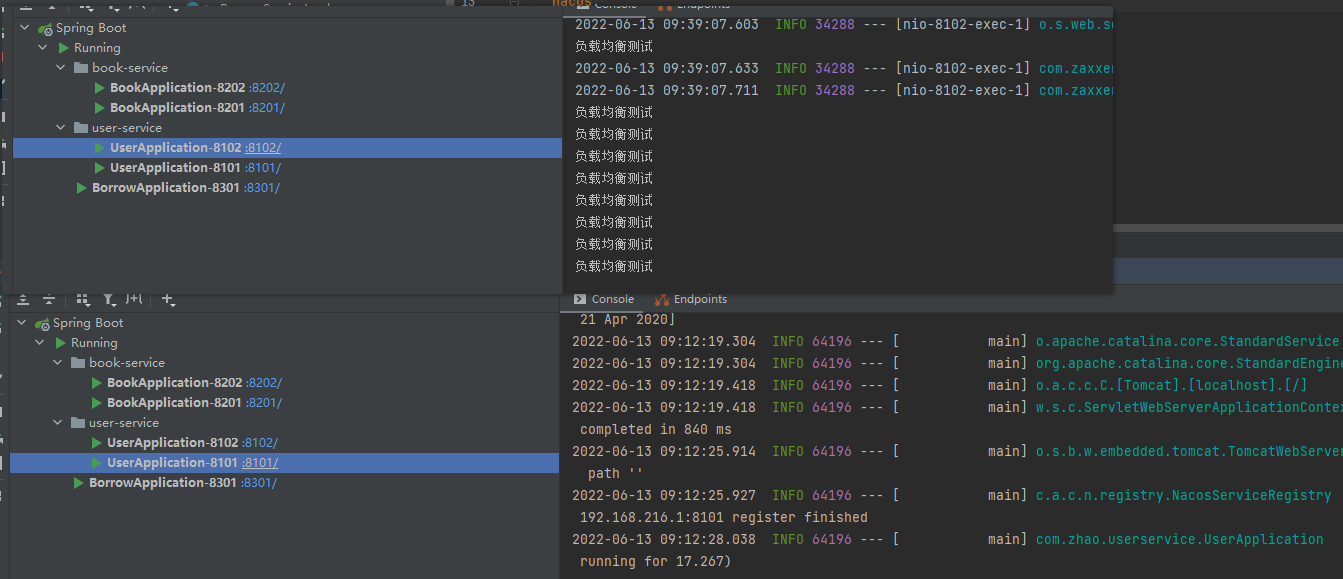 13
nacos
Console
Endpoints
Spring Boot
Running
book-service
BookApplication-8202 :8202/
BookApplication-8201 :8201/
user-service
UserApplication-8102 :8102/
UserApplication-8101 :8101/
BorrowApplication-8301 :8301/
2022-06-13 09:39:07.603 INFO 34288 --- [nio-8102-exec-1] o.s.web.se
负载均衡测试
2022-06-13 09:39:07.633 INFO 34288 --- [nio-8102-exec-1] com.zaxxer
2022-06-13 09:39:07.711 INFO 34288 --- [nio-8102-exec-1] com.zaxxer
负载均衡测试
负载均衡测试
负载均衡测试
负载均衡测试
负载均衡测试
负载均衡测试
负载均衡测试
负载均衡测试
Spring Boot
Running
book-service
BookApplication-8202 :8202/
BookApplication-8201 :8201/
user-service
UserApplication-8102 :8102/
UserApplication-8101 :8101/
BorrowApplication-8301 :8301/
Console
Endpoints
21 Apr 2020]
2022-06-13 09:12:19.304 INFO 64196 --- [ main] o.apache.catalina.core.StandardService
2022-06-13 09:12:19.304 INFO 64196 --- [ main] org.apache.catalina.core.StandardEngine
2022-06-13 09:12:19.418 INFO 64196 --- [ main] o.a.c.c.C.[Tomcat].[localhost].[/]
2022-06-13 09:12:19.418 INFO 64196 --- [ main] w.s.c.ServletWebServerApplicationContex
completed in 840 ms
2022-06-13 09:12:25.914 INFO 64196 --- [ main] o.s.b.w.embedded.tomcat.TomcatWebServer
path ''
2022-06-13 09:12:25.927 INFO 64196 --- [ main] c.a.c.n.registry.NacosServiceRegistry
192.168.216.1:8101 register finished
2022-06-13 09:12:28.038 INFO 64196 --- [ main] com.zhao.userservice.UserApplication
running for 17.267)